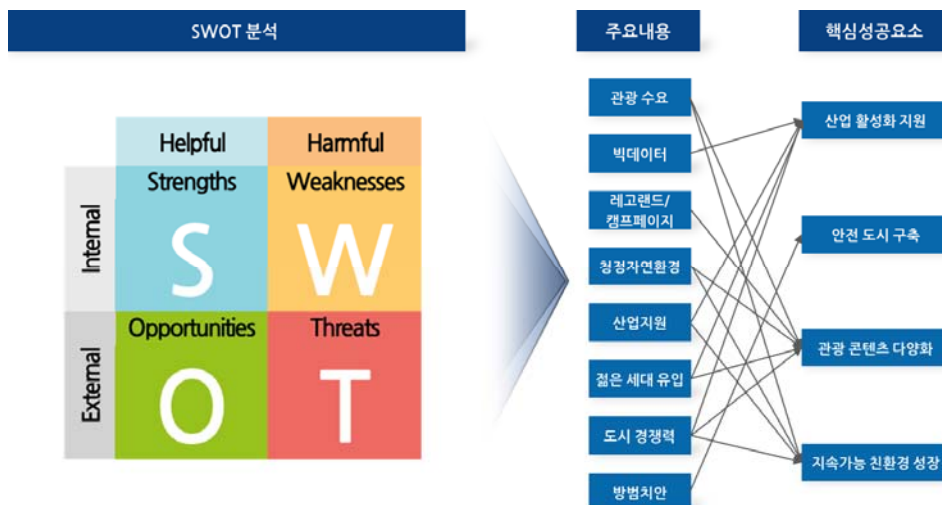 SWOT 분석
Helpful
Harmful
Internal
Strengths
S
Weaknesses
W
External
Opportunities
O
Threats
T
주요내용
관광 수요
빅데이터
레고랜드/
캠프페이지
청정자연환경
산업지원
젊은 세대 유입
도시 경쟁력
방범치안
핵심성공요소
산업 활성화 지원
안전 도시 구축
관광 콘텐츠 다양화
지속가능 친환경 성장